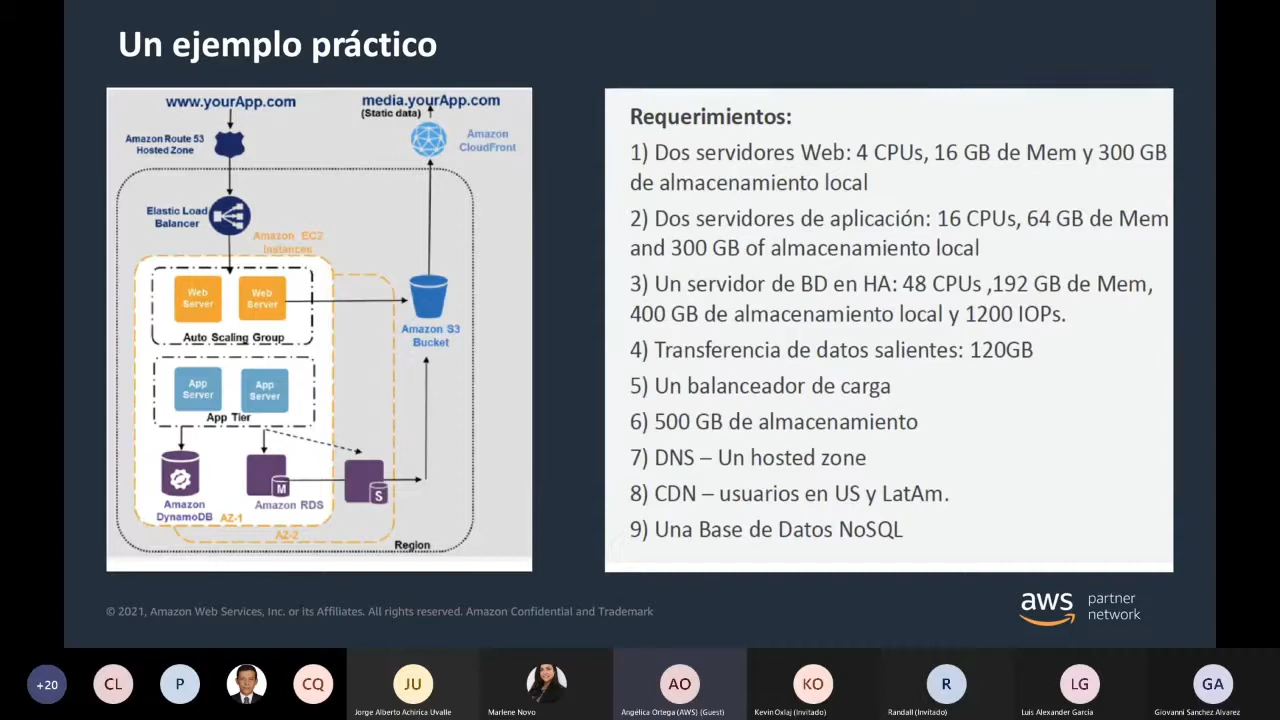 Un ejemplo práctico
www.yourApp.com
media.yourApp.com
(Static data)
Amazon Route 53
Hosted Zone
Amazon
CloudFront
Elastic Load
Balancer
Amazon EC2
Instances
Web
Server
Web
Server
Auto Scaling Group
Amazon S3
Bucket
App
Server
App
Server
App Tier
M
S
Amazon
DynamoDB
Amazon RDS
AZ-1
AZ-2
Region
Requerimientos:
1) Dos servidores Web: 4 CPUs, 16 GB de Mem y 300 GB
de almacenamiento local
2) Dos servidores de aplicación: 16 CPUs, 64 GB de Mem
and 300 GB of almacenamiento local
3) Un servidor de BD en HA: 48 CPUs ,192 GB de Mem,
400 GB de almacenamiento local y 1200 IOPs.
4) Transferencia de datos salientes: 120GB
5) Un balanceador de carga
6) 500 GB de almacenamiento
7) DNS – Un hosted zone
8) CDN – usuarios en US y LatAm.
9) Una Base de Datos NoSQL
© 2021, Amazon Web Services, Inc. or its Affiliates. All rights reserved. Amazon Confidential and Trademark
aws partner
network
+20
CL
P
CQ
JU
AO
KO
R
LG
GA
Jorge Alberto Achirica Uvalle
Marlene Novo
Angélica Ortega (AWS) (Guest)
Kevin Oxlaj (Invitado)
Randall (Invitado)
Luis Alexander Garcia
Giovanni Sanchez Alvarez